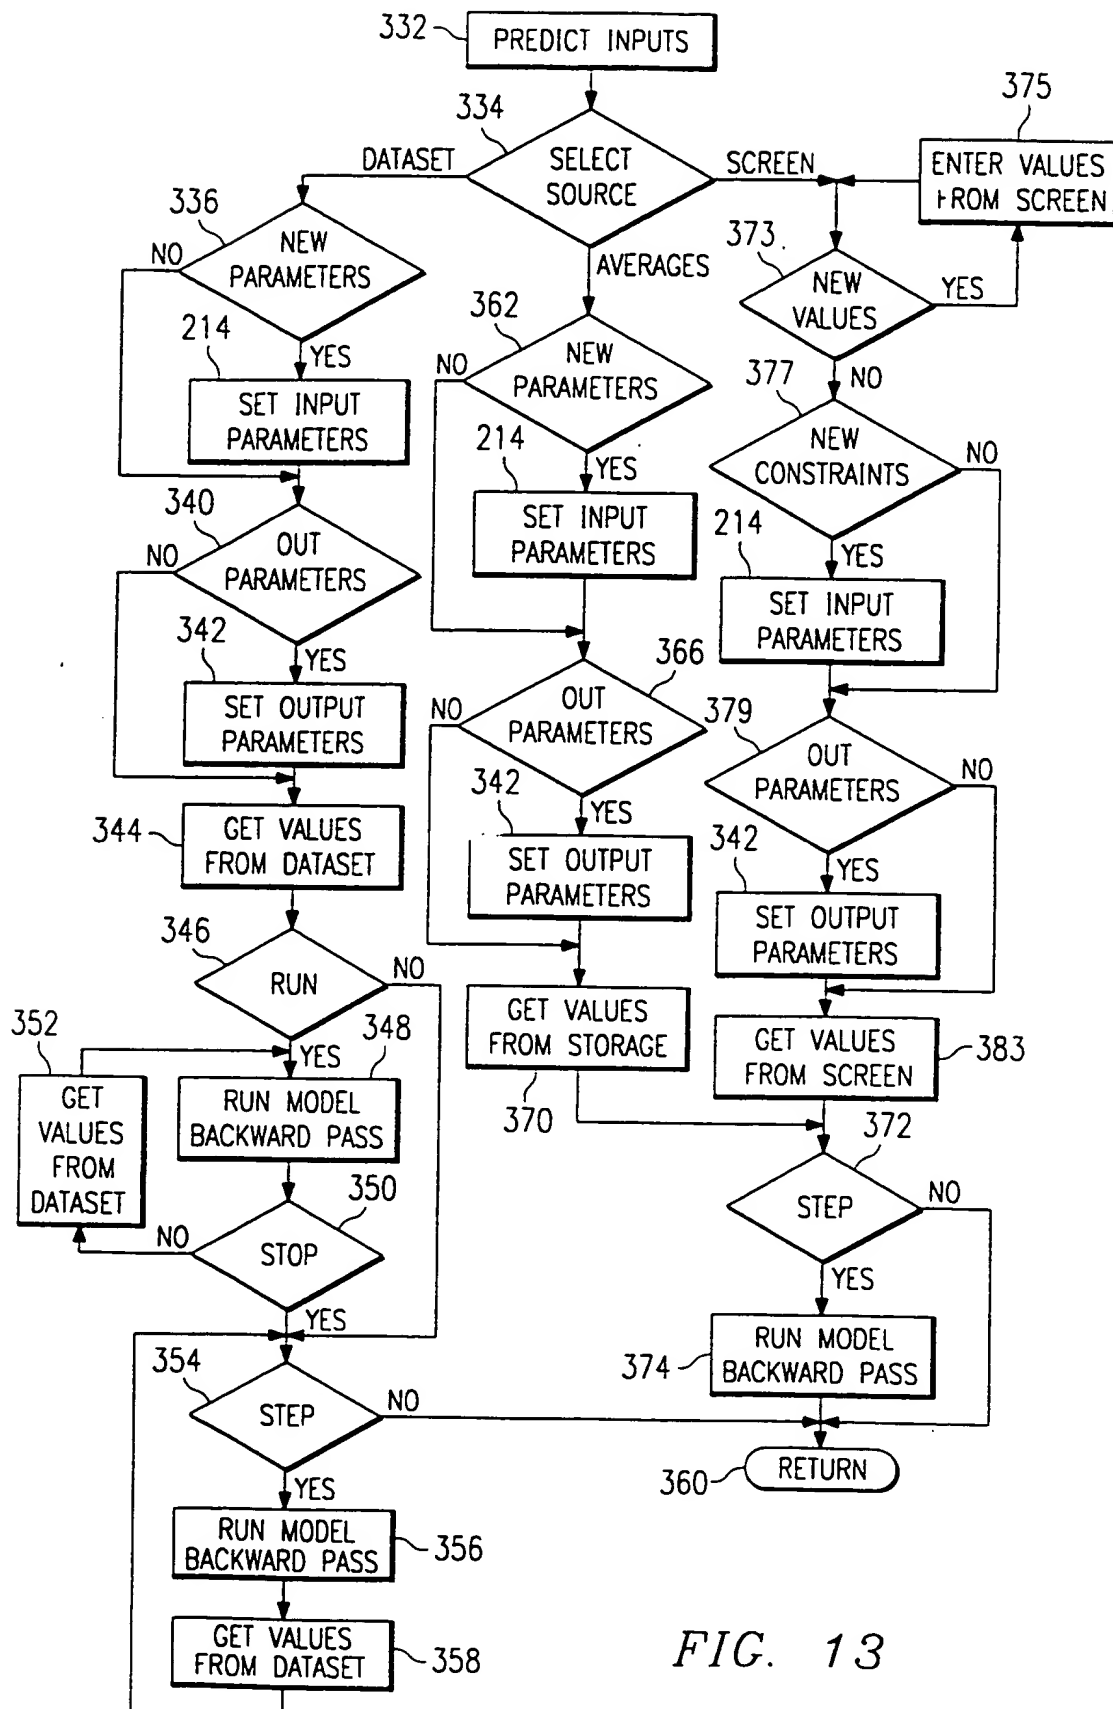 332
PREDICT INPUTS
334
SELECT
SOURCE
DATASET
SCREEN
AVERAGES
375
ENTER VALUES
FROM SCREEN
336
NEW
PARAMETERS
NO
YES
214
SET INPUT
PARAMETERS
340
OUT
PARAMETERS
NO
YES
342
SET OUTPUT
PARAMETERS
344
GET VALUES
FROM DATASET
346
RUN
NO
YES
352
GET
VALUES
FROM
DATASET
348
RUN MODEL
BACKWARD PASS
350
STOP
NO
YES
354
STEP
NO
YES
RUN MODEL
BACKWARD PASS
356
GET VALUES
FROM DATASET
358
362
NEW
PARAMETERS
NO
YES
214
SET INPUT
PARAMETERS
366
OUT
PARAMETERS
NO
YES
342
SET OUTPUT
PARAMETERS
GET VALUES
FROM STORAGE
370
373
NEW
VALUES
YES
NO
377
NEW
CONSTRAINTS
NO
YES
214
SET INPUT
PARAMETERS
379
OUT
PARAMETERS
NO
YES
342
SET OUTPUT
PARAMETERS
GET VALUES
FROM SCREEN
383
372
STEP
NO
YES
374
RUN MODEL
BACKWARD PASS
360
RETURN
FIG. 13